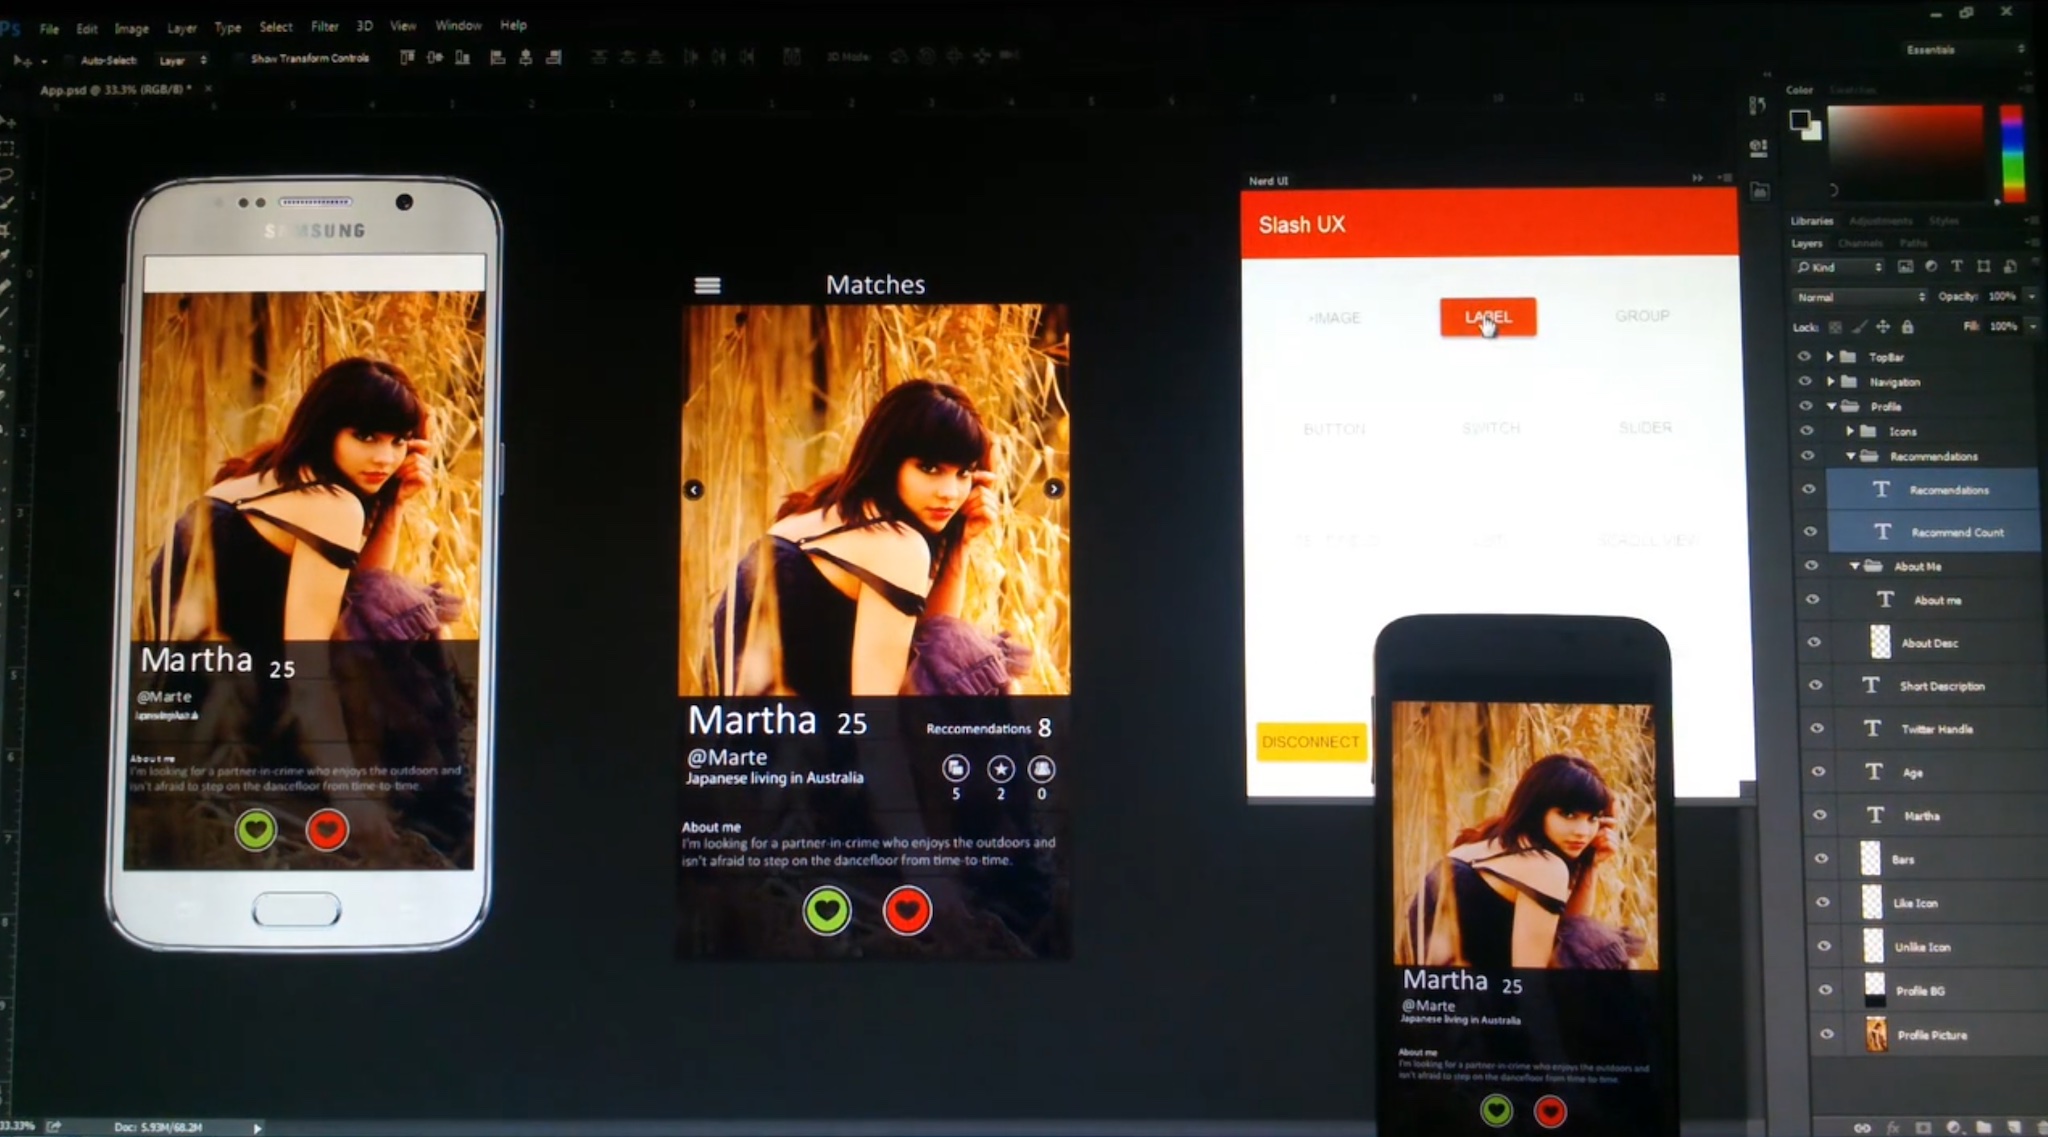 Ps File Edit Image Layer Type Select Filter 3D View Window Help
Auto-Select: Layer Show Transform Controls 3D Mode:
Essentials
App.psd @ 33.3% (RGB/8) *
SAMSUNG
Martha 25
@Marte
About me
I'm looking for a partner-in-crime who enjoys the outdoors and
isn't afraid to step on the dancefloor from time-to-time.
Matches
Martha 25
Reccomendations 8
@Marte
Japanese living in Australia
5 2 0
About me
I'm looking for a partner-in-crime who enjoys the outdoors and
isn't afraid to step on the dancefloor from time-to-time.
Nerd UI
Slash UX
+IMAGE LABEL GROUP
BUTTON SWITCH SLIDER
SCROLL VIEW
DISCONNECT
Martha 25
@Marte
Japanese living in Australia
About me
I'm looking for a partner-in-crime who enjoys the outdoors and
isn't afraid to step on the dancefloor from time-to-time.
Color Swatches
Libraries Adjustments Styles
Layers Channels Paths
Kind
Normal Opacity: 100%
Lock: Fill: 100%
TopBar
Navigation
Profile
Icons
Recommendations
Recomendations
Recommend Count
About Me
About me
About Desc
Short Description
Twitter Handle
Age
Martha
Bars
Like Icon
Unlike Icon
Profile BG
Profile Picture
33.33% Doc: 5.93M/68.2M